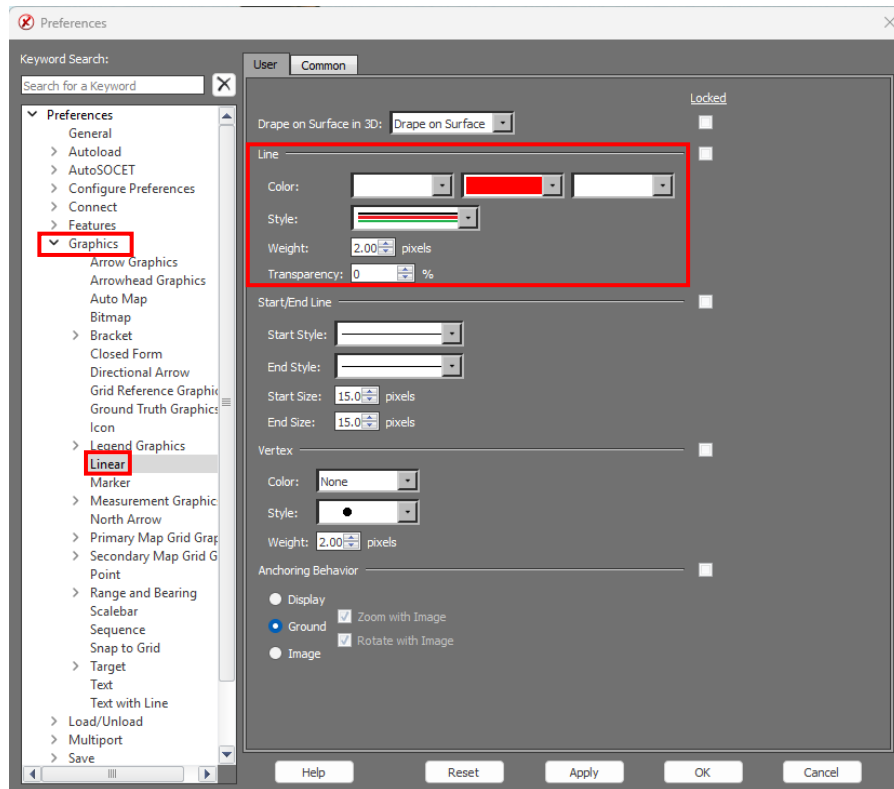 Preferences
Keyword Search:
Search for a Keyword
Preferences
General
Autoload
AutoSOCET
Configure Preferences
Connect
Features
Graphics
Arrow Graphics
Arrowhead Graphics
Auto Map
Bitmap
Bracket
Closed Form
Directional Arrow
Grid Reference Graphic
Ground Truth Graphics
Icon
Legend Graphics
Linear
Marker
Measurement Graphic
North Arrow
Primary Map Grid Grap
Secondary Map Grid G
Point
Range and Bearing
Scalebar
Sequence
Snap to Grid
Target
Text
Text with Line
Load/Unload
Multiport
Save
User Common
Locked
Drape on Surface in 3D: Drape on Surface
Line
Color:
Style:
Weight: 2.00 pixels
Transparency: 0 %
Start/End Line
Start Style:
End Style:
Start Size: 15.0 pixels
End Size: 15.0 pixels
Vertex
Color: None
Style:
Weight: 2.00 pixels
Anchoring Behavior
Display
Zoom with Image
Ground
Rotate with Image
Image
Help Reset Apply OK Cancel